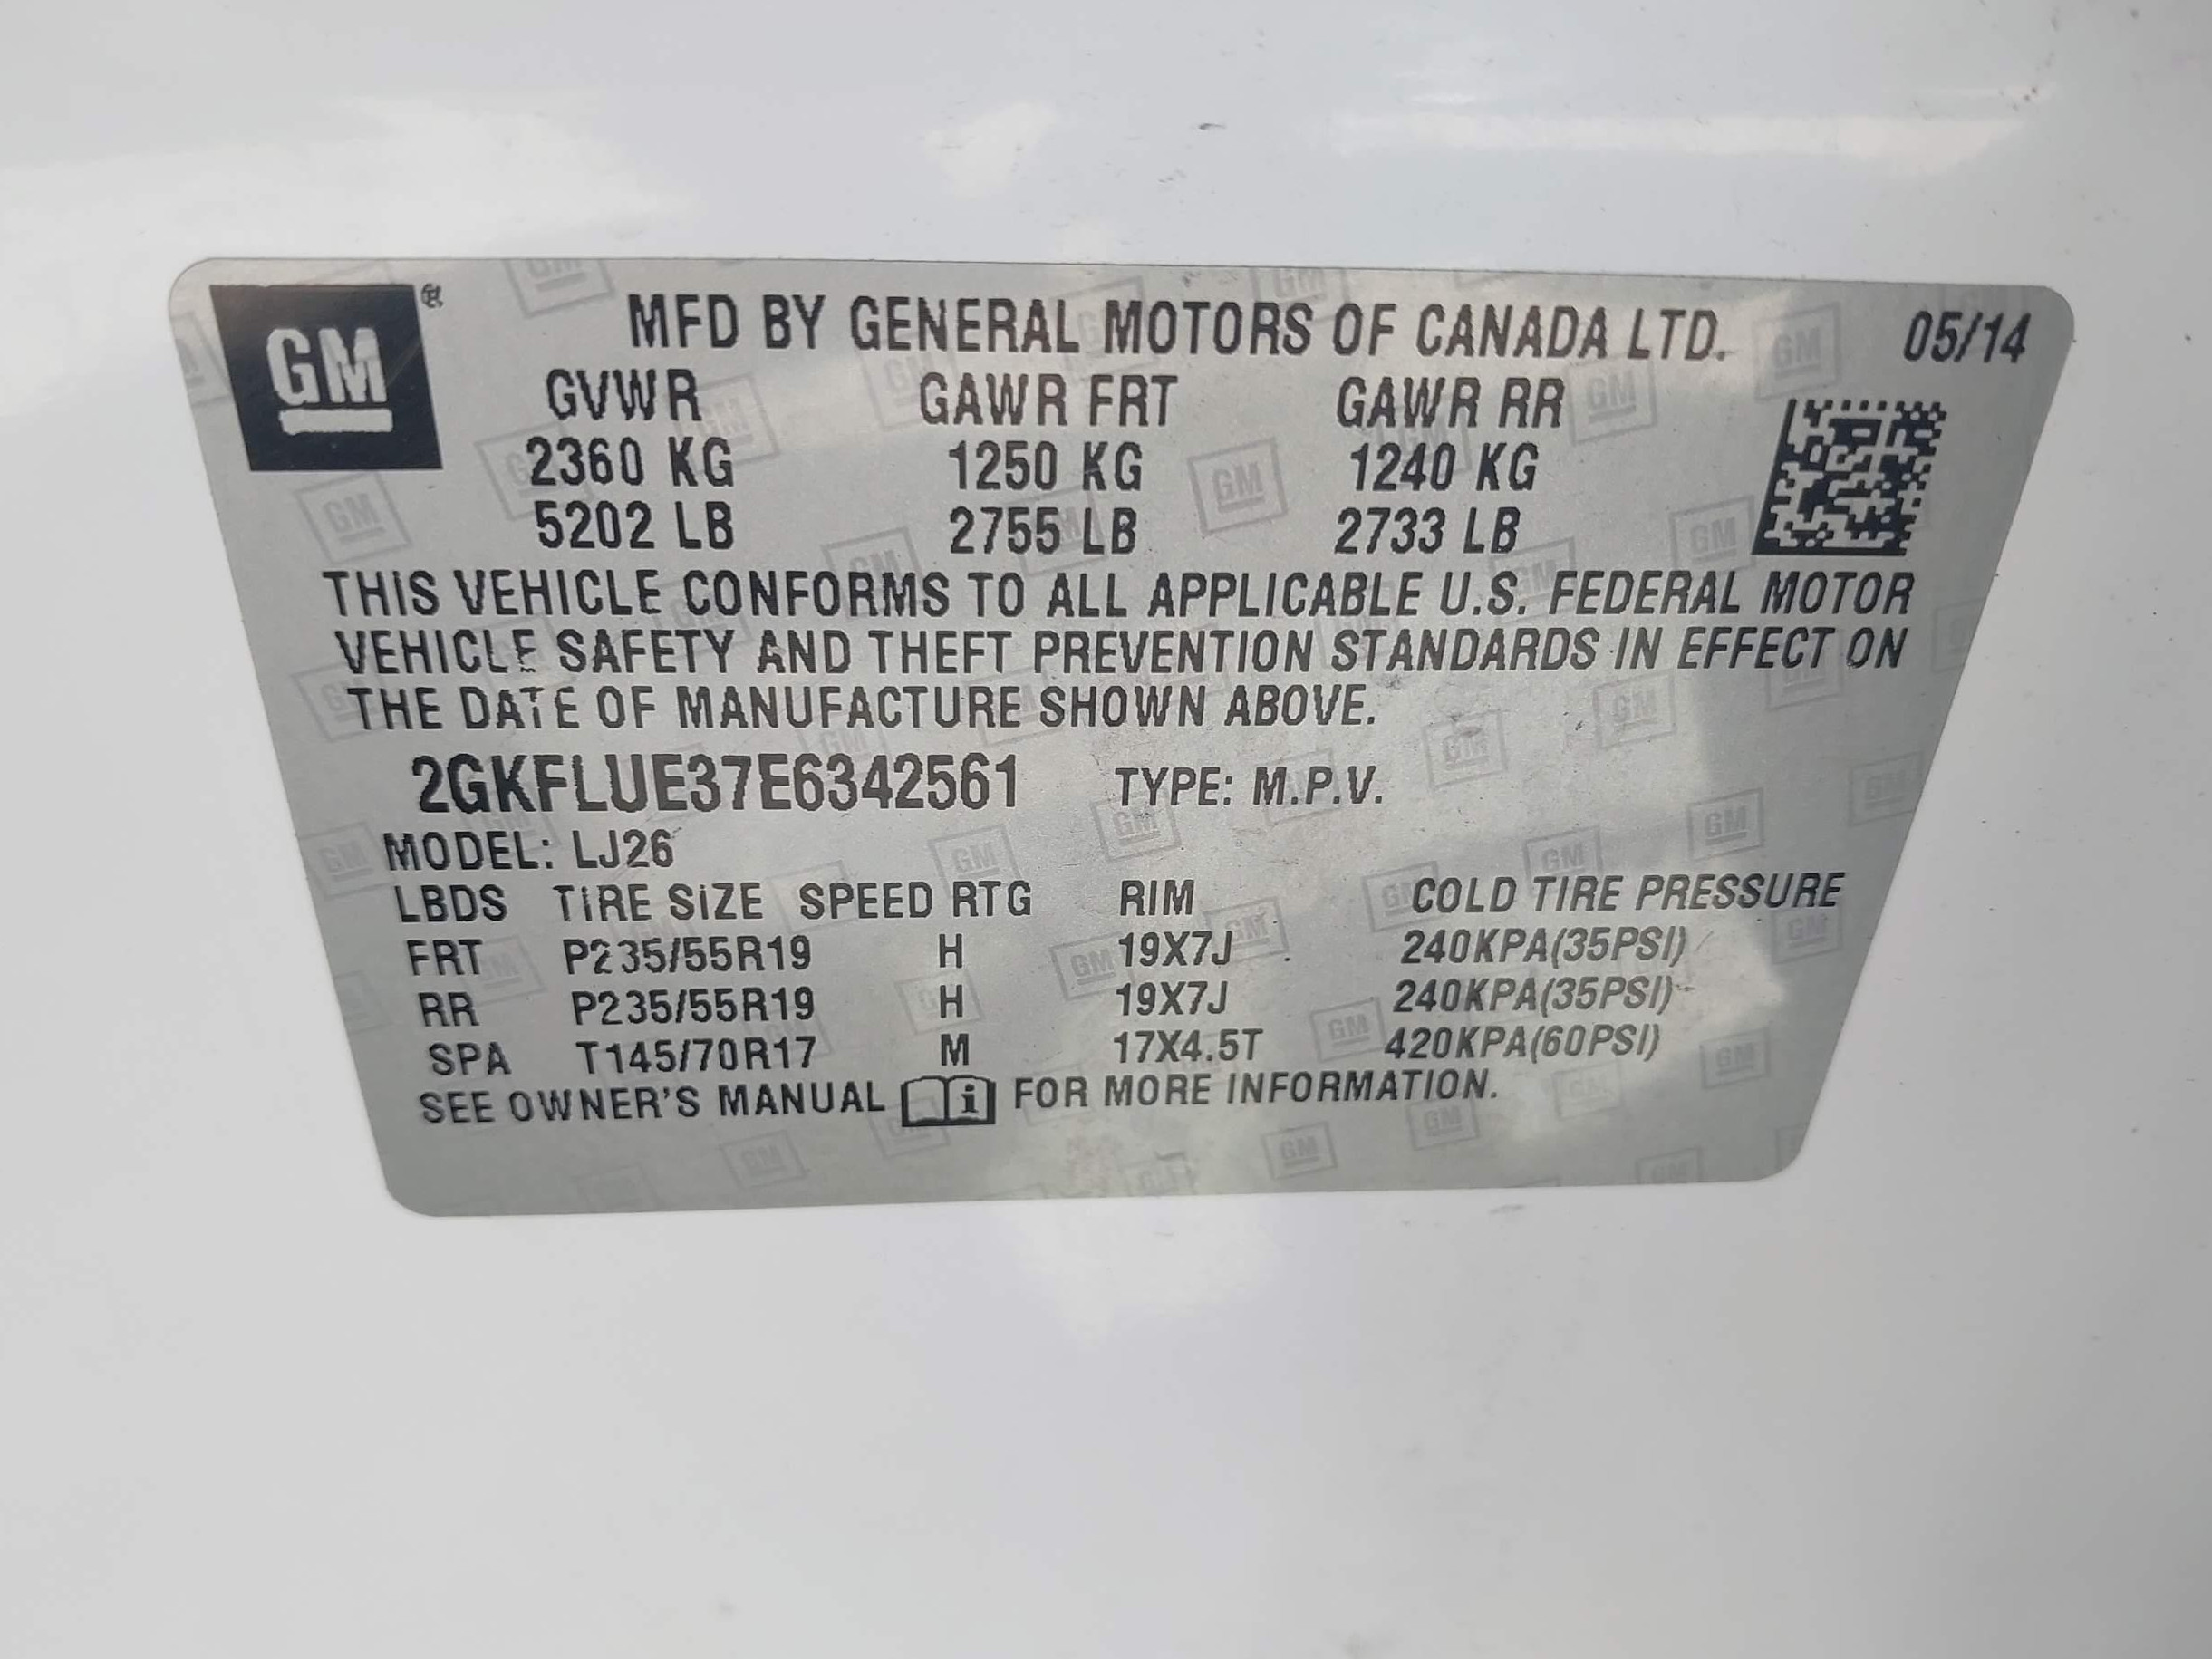 GM ®
MFD BY GENERAL MOTORS OF CANADA LTD. 05/14
GVWR GAWR FRT GAWR RR
2360 KG 1250 KG 1240 KG
5202 LB 2755 LB 2733 LB
THIS VEHICLE CONFORMS TO ALL APPLICABLE U.S. FEDERAL MOTOR
VEHICLE SAFETY AND THEFT PREVENTION STANDARDS IN EFFECT ON
THE DATE OF MANUFACTURE SHOWN ABOVE.
2GKFLUE37E6342561 TYPE: M.P.V.
MODEL: LJ26
LBDS TIRE SIZE SPEED RTG RIM COLD TIRE PRESSURE
FRT P235/55R19 H 19X7J 240KPA(35PSI)
RR P235/55R19 H 19X7J 240KPA(35PSI)
SPA T145/70R17 M 17X4.5T 420KPA(60PSI)
SEE OWNER'S MANUAL i FOR MORE INFORMATION.